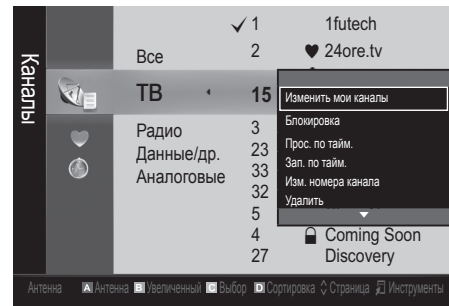 Каналы
✓ 1 1futech
Все 2 ♥ 24ore.tv
ТВ 15
Изменить мои каналы
Блокировка
Прос. по тайм.
Зап. по тайм.
Изм. номера канала
Удалить
Радио 3
Данные/др. 23
Аналоговые 33
32
5
4 Coming Soon
27 Discovery
Антенна A Антенна B Увеличенный C Выбор D Сортировка Страница Инструменты